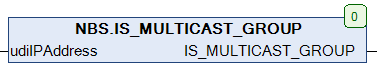 0
NBS.IS_MULTICAST_GROUP
udiIPAddress IS_MULTICAST_GROUP